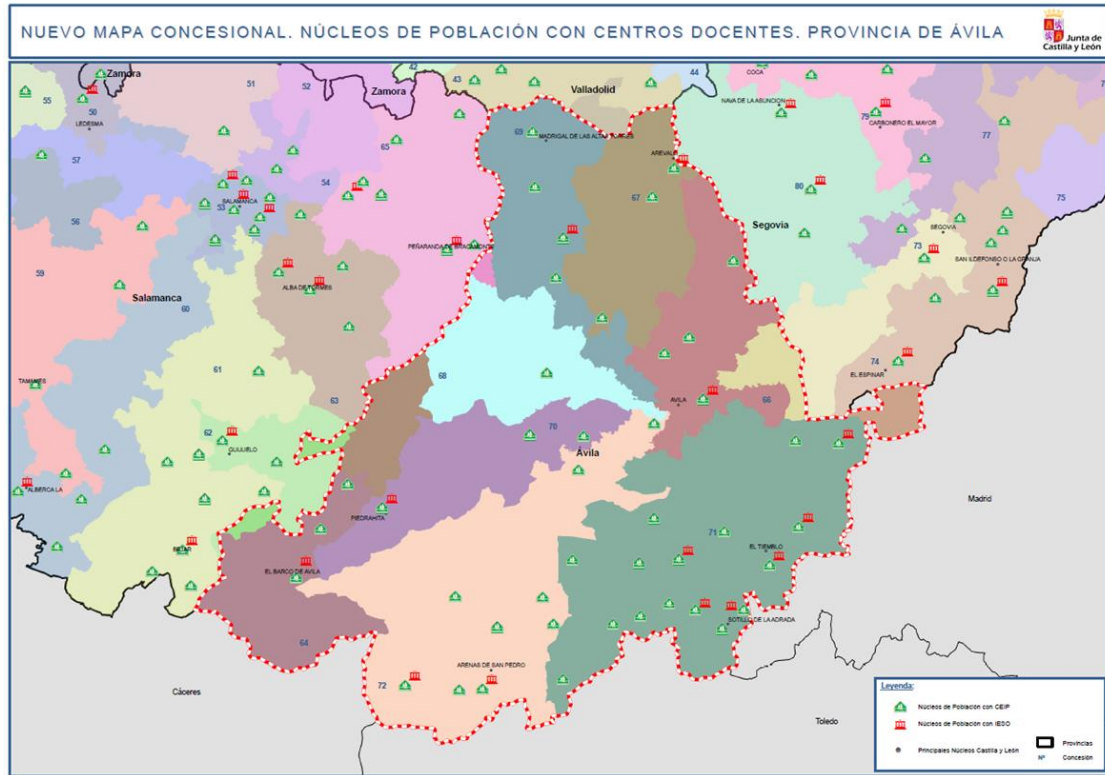 NUEVO MAPA CONCESIONAL. NÚCLEOS DE POBLACIÓN CON CENTROS DOCENTES. PROVINCIA DE ÁVILA
Junta de
Castilla y León
Zamora
51
52
42
43
Zamora
Valladolid
44
COCA
55
50
LEDESMA
69
MADRIGAL DE LAS ALTAS TORRES
NAVA DE LA ASUNCION
79
CARBONERO EL MAYOR
77
57
65
AREVALO
54
67
80
75
56
SALAMANCA
53
Segovia
SEGOVIA
73
PEÑARANDA DE BRACAMONTE
59
SAN ILDEFONSO O LA GRANJA
ALBA DE TORMES
Salamanca
60
74
EL ESPINAR
61
68
TAMAMES
63
AVILA
66
62
GUIJUELO
70
Ávila
ALBERCA LA
PIEDRAHITA
Madrid
71
BEJAR
EL TIEMBLO
EL BARCO DE AVILA
SOTILLO DE LA ADRADA
64
ARENAS DE SAN PEDRO
72
Cáceres
Toledo
Leyenda:
Núcleos de Población con CEIP
Núcleos de Población con IESO
Principales Núcleos Castilla y León
Provincias
Nº Concesión